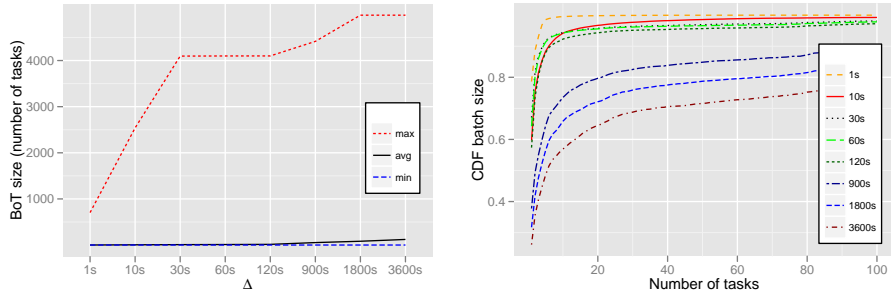 BoT size (number of tasks)
4000
3000
2000
1000
1s
10s
30s
60s
120s
900s
1800s
3600s
Δ
max
avg
min
CDF batch size
0.8
0.6
0.4
20
40
60
80
100
Number of tasks
1s
10s
30s
60s
120s
900s
1800s
3600s